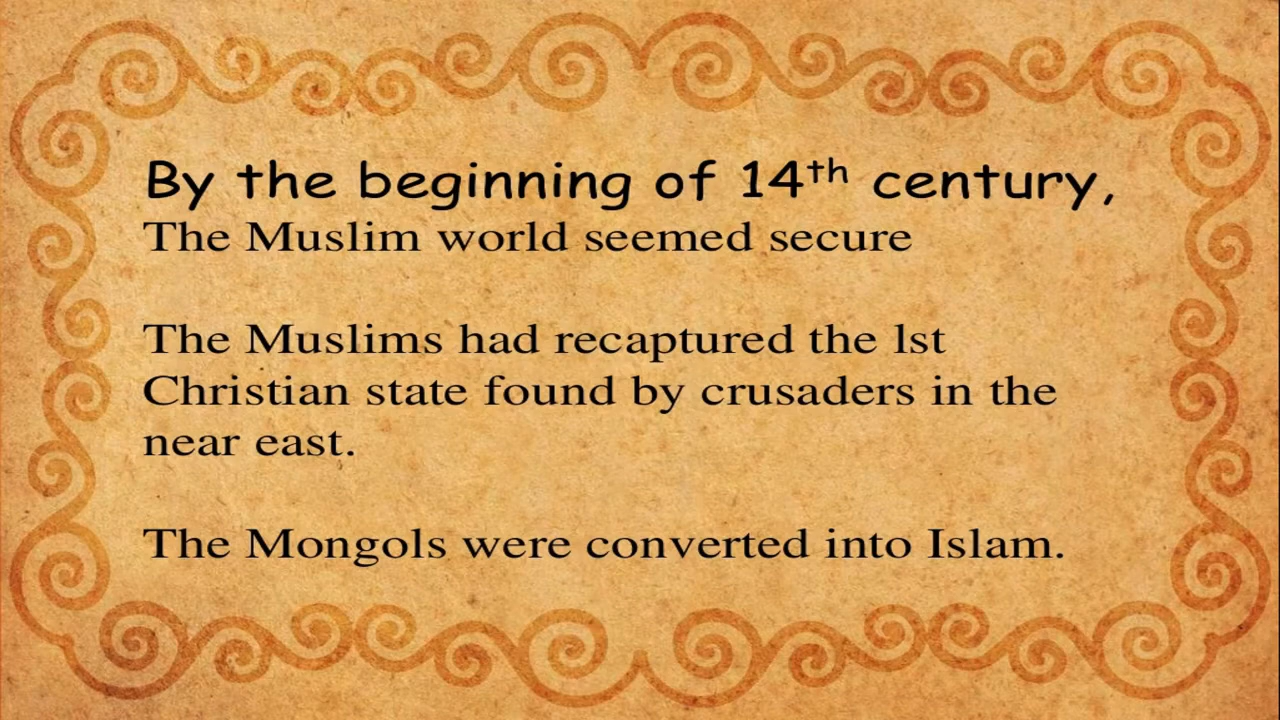 By the beginning of 14th century,
The Muslim world seemed secure
The Muslims had recaptured the lst
Christian state found by crusaders in the
near east.
The Mongols were converted into Islam.